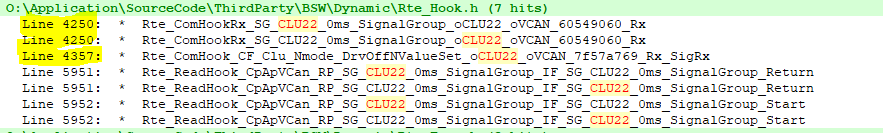 O:\Application\SourceCode\ThirdParty\BSW\Dynamic\Rte_Hook.h (7 hits)
Line 4250: * Rte_ComHookRx_SG_CLU22_0ms_SignalGroup_oCLU22_oVCAN_60549060_Rx
Line 4250: * Rte_ComHookRx_SG_CLU22_0ms_SignalGroup_oCLU22_oVCAN_60549060_Rx
Line 4357: * Rte_ComHook_CF_Clu_Nmode_DrvOffNValueSet_oCLU22_oVCAN_7f57a769_Rx_SigRx
Line 5951: * Rte_ReadHook_CpApVCan_RP_SG_CLU22_0ms_SignalGroup_IF_SG_CLU22_0ms_SignalGroup_Return
Line 5951: * Rte_ReadHook_CpApVCan_RP_SG_CLU22_0ms_SignalGroup_IF_SG_CLU22_0ms_SignalGroup_Return
Line 5952: * Rte_ReadHook_CpApVCan_RP_SG_CLU22_0ms_SignalGroup_IF_SG_CLU22_0ms_SignalGroup_Start
Line 5952: * Rte_ReadHook_CpApVCan_RP_SG_CLU22_0ms_SignalGroup_IF_SG_CLU22_0ms_SignalGroup_Start